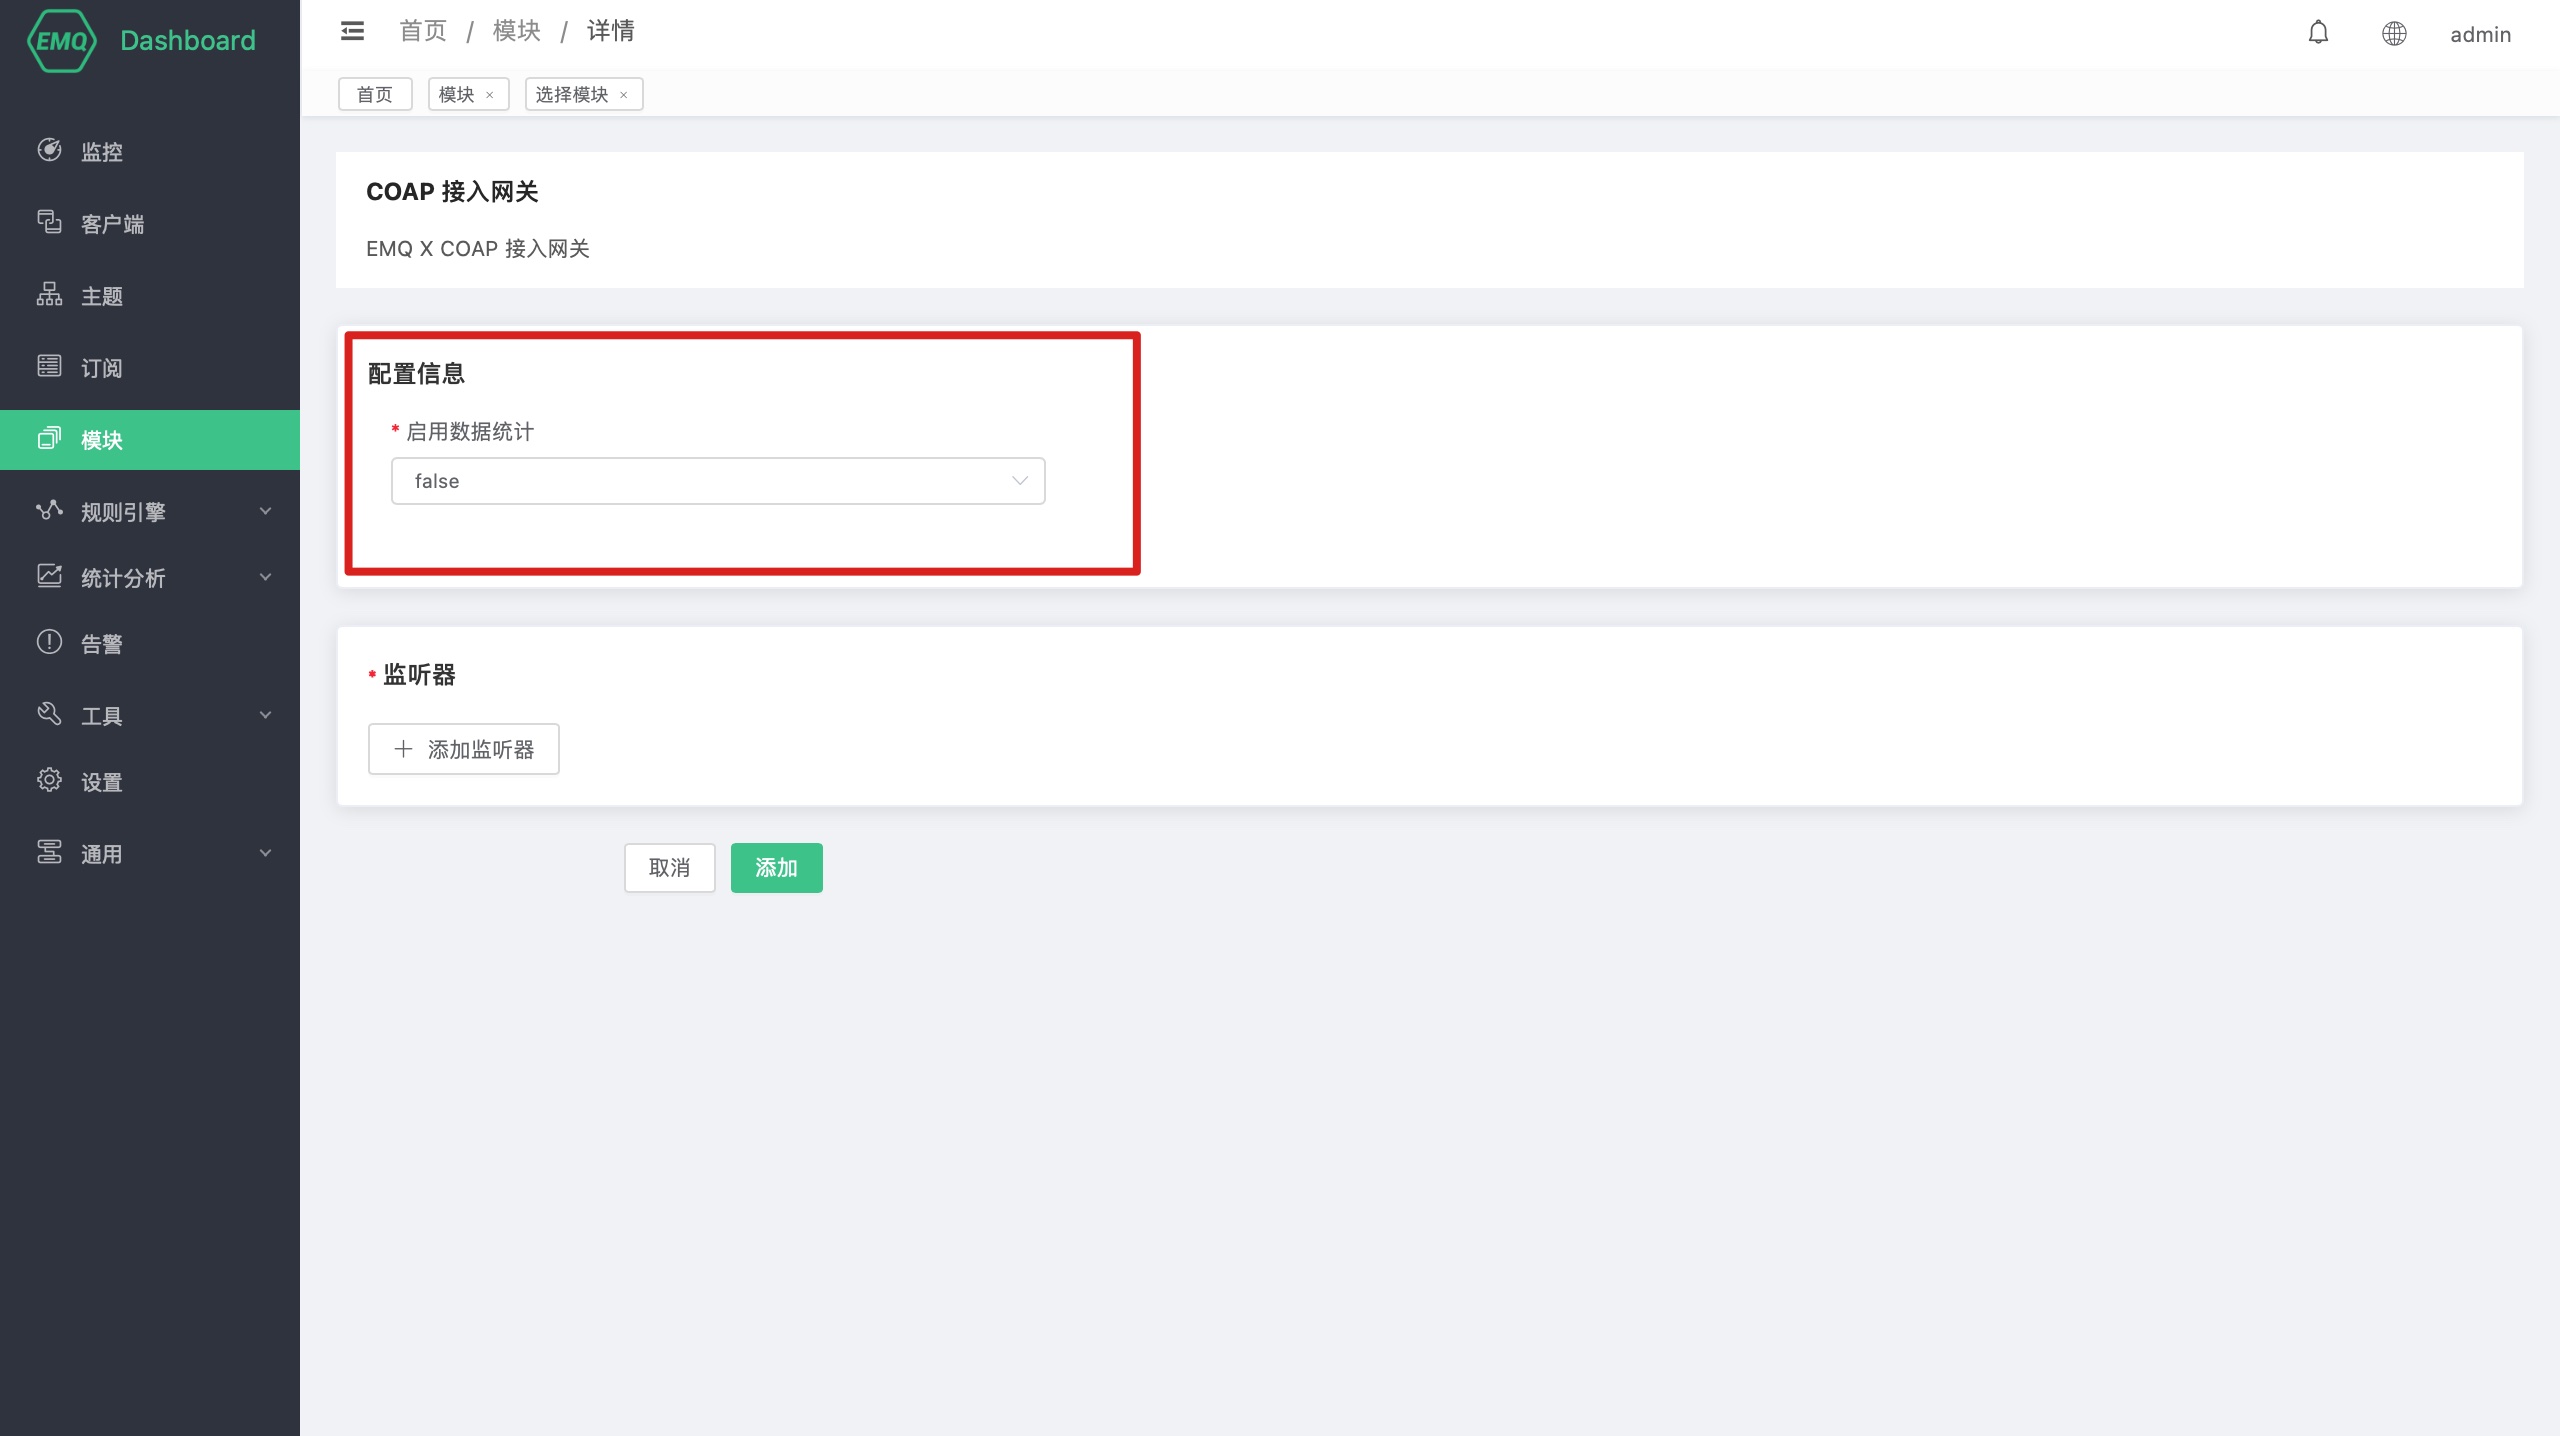 EMQ Dashboard
监控
客户端
主题
订阅
模块
规则引擎
统计分析
告警
工具
设置
通用
首页 / 模块 / 详情
admin
首页
模块 ×
选择模块 ×
COAP 接入网关
EMQ X COAP 接入网关
配置信息
* 启用数据统计
false
* 监听器
+ 添加监听器
取消
添加